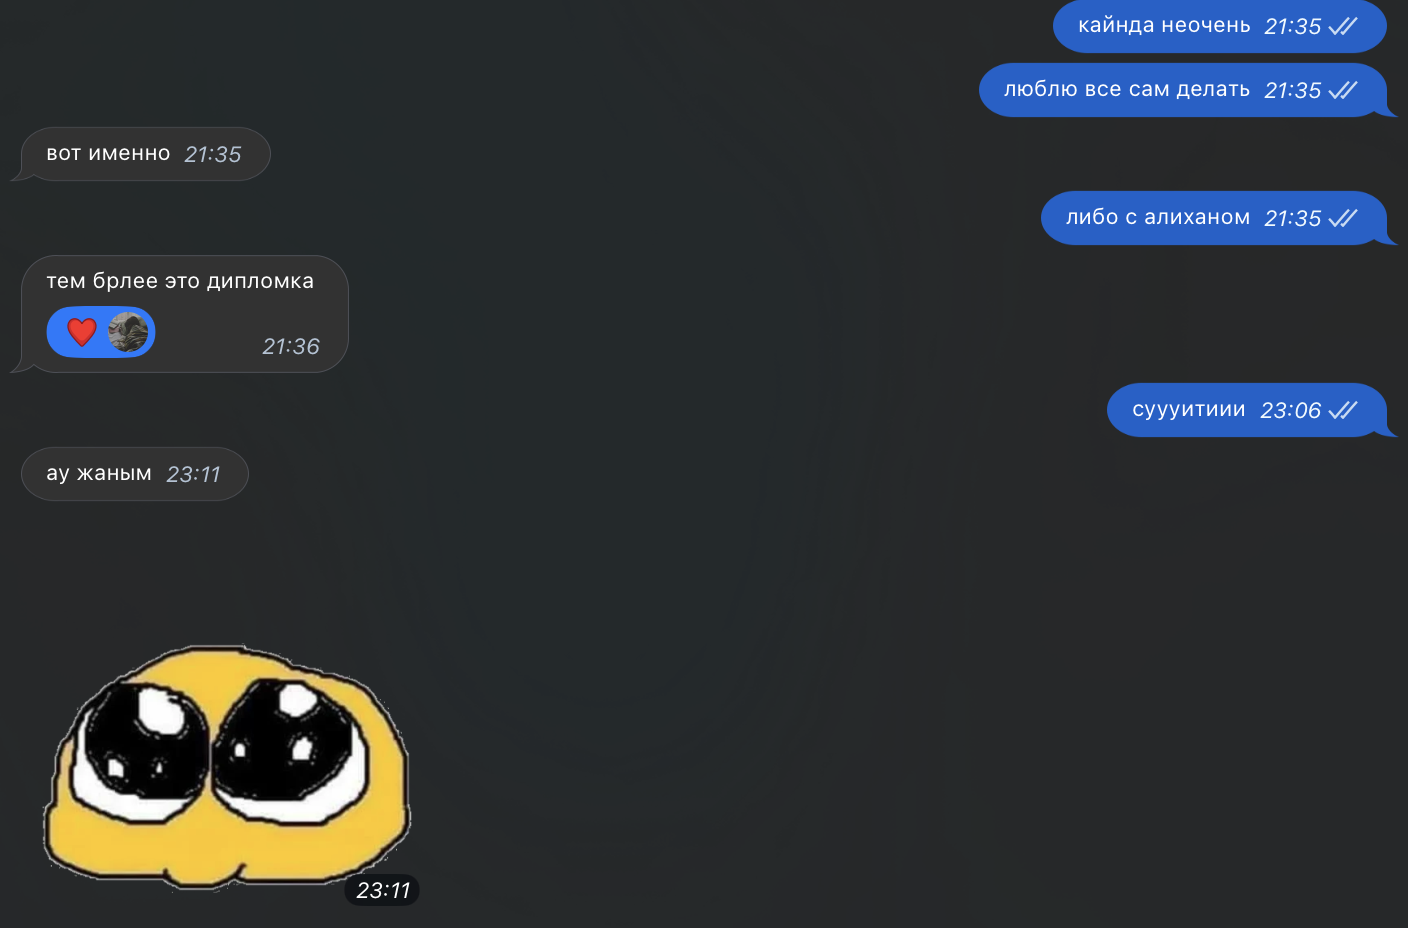 кайнда неочень 21:35
люблю все сам делать 21:35
вот именно 21:35
либо с алиханом 21:35
тем брлее это дипломка
21:36
суууитиии 23:06
ау жаным 23:11
23:11